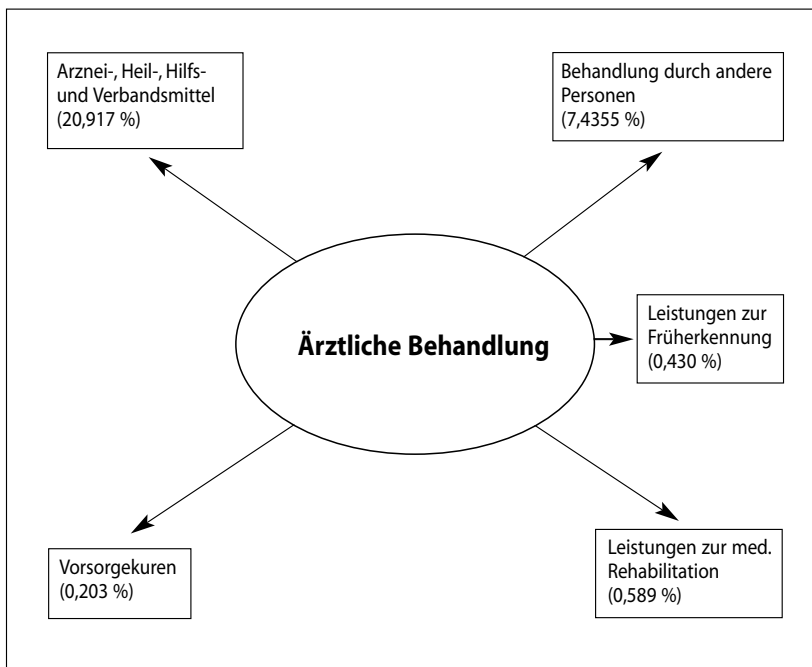 Arznei-, Heil-, Hilfs-
und Verbandsmittel
(20,917 %)
Behandlung durch andere
Personen
(7,4355 %)
Ärztliche Behandlung
Leistungen zur
Früherkennung
(0,430 %)
Vorsorgekuren
(0,203 %)
Leistungen zur med.
Rehabilitation
(0,589 %)